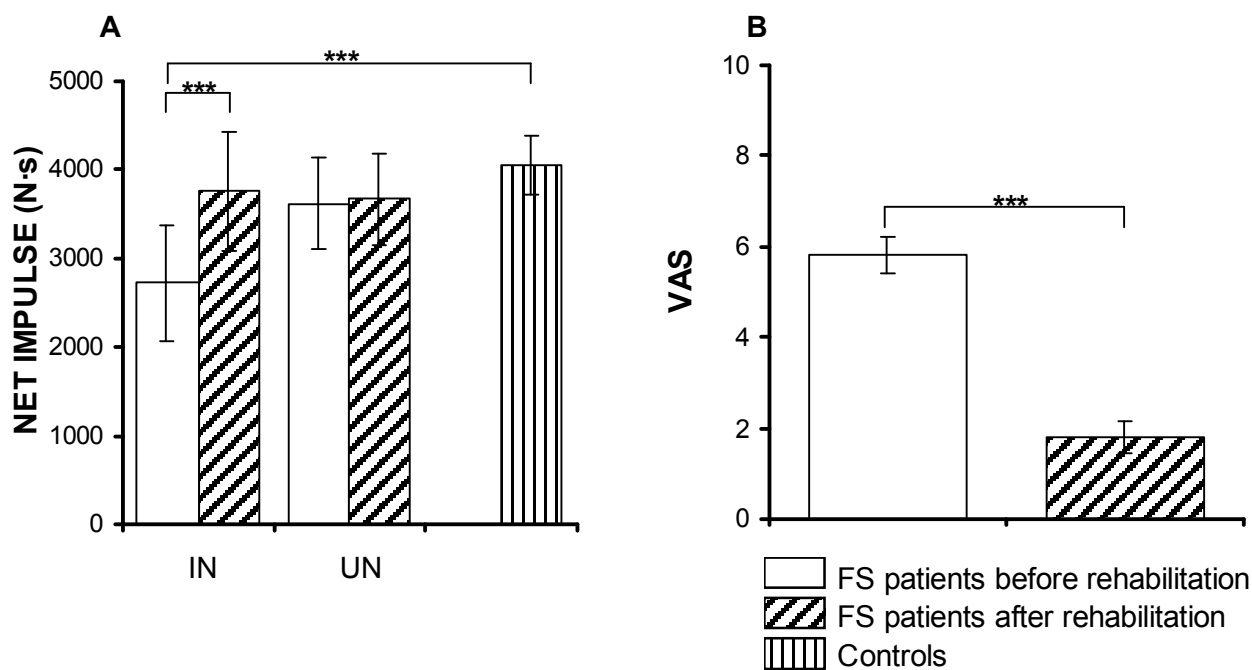 A
***
***
5000
4000
3000
2000
1000
0
NET IMPULSE (N·s)
IN
UN
B
***
10
8
6
4
2
0
VAS
FS patients before rehabilitation
FS patients after rehabilitation
Controls